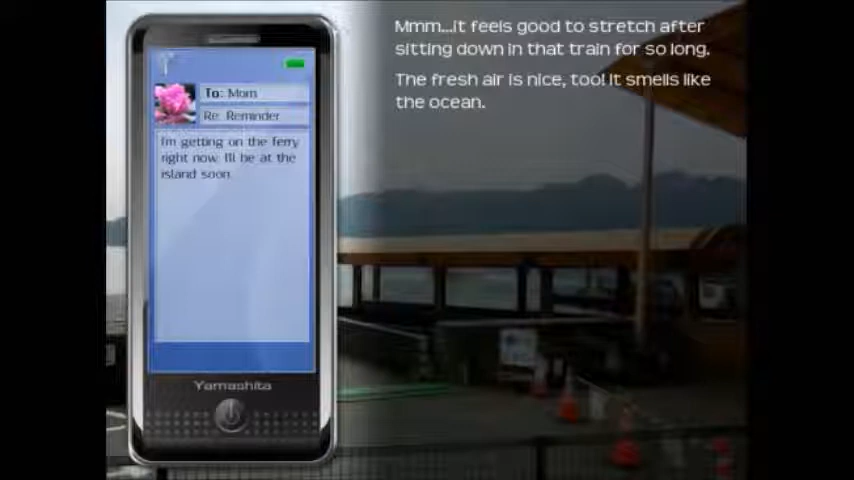 Mmm...it feels good to stretch after
sitting down in that train for so long.
The fresh air is nice, too! It smells like
the ocean.
To: Mom
Re: Reminder
I'm getting on the ferry
right now. I'll be at the
island soon.
Yamashita